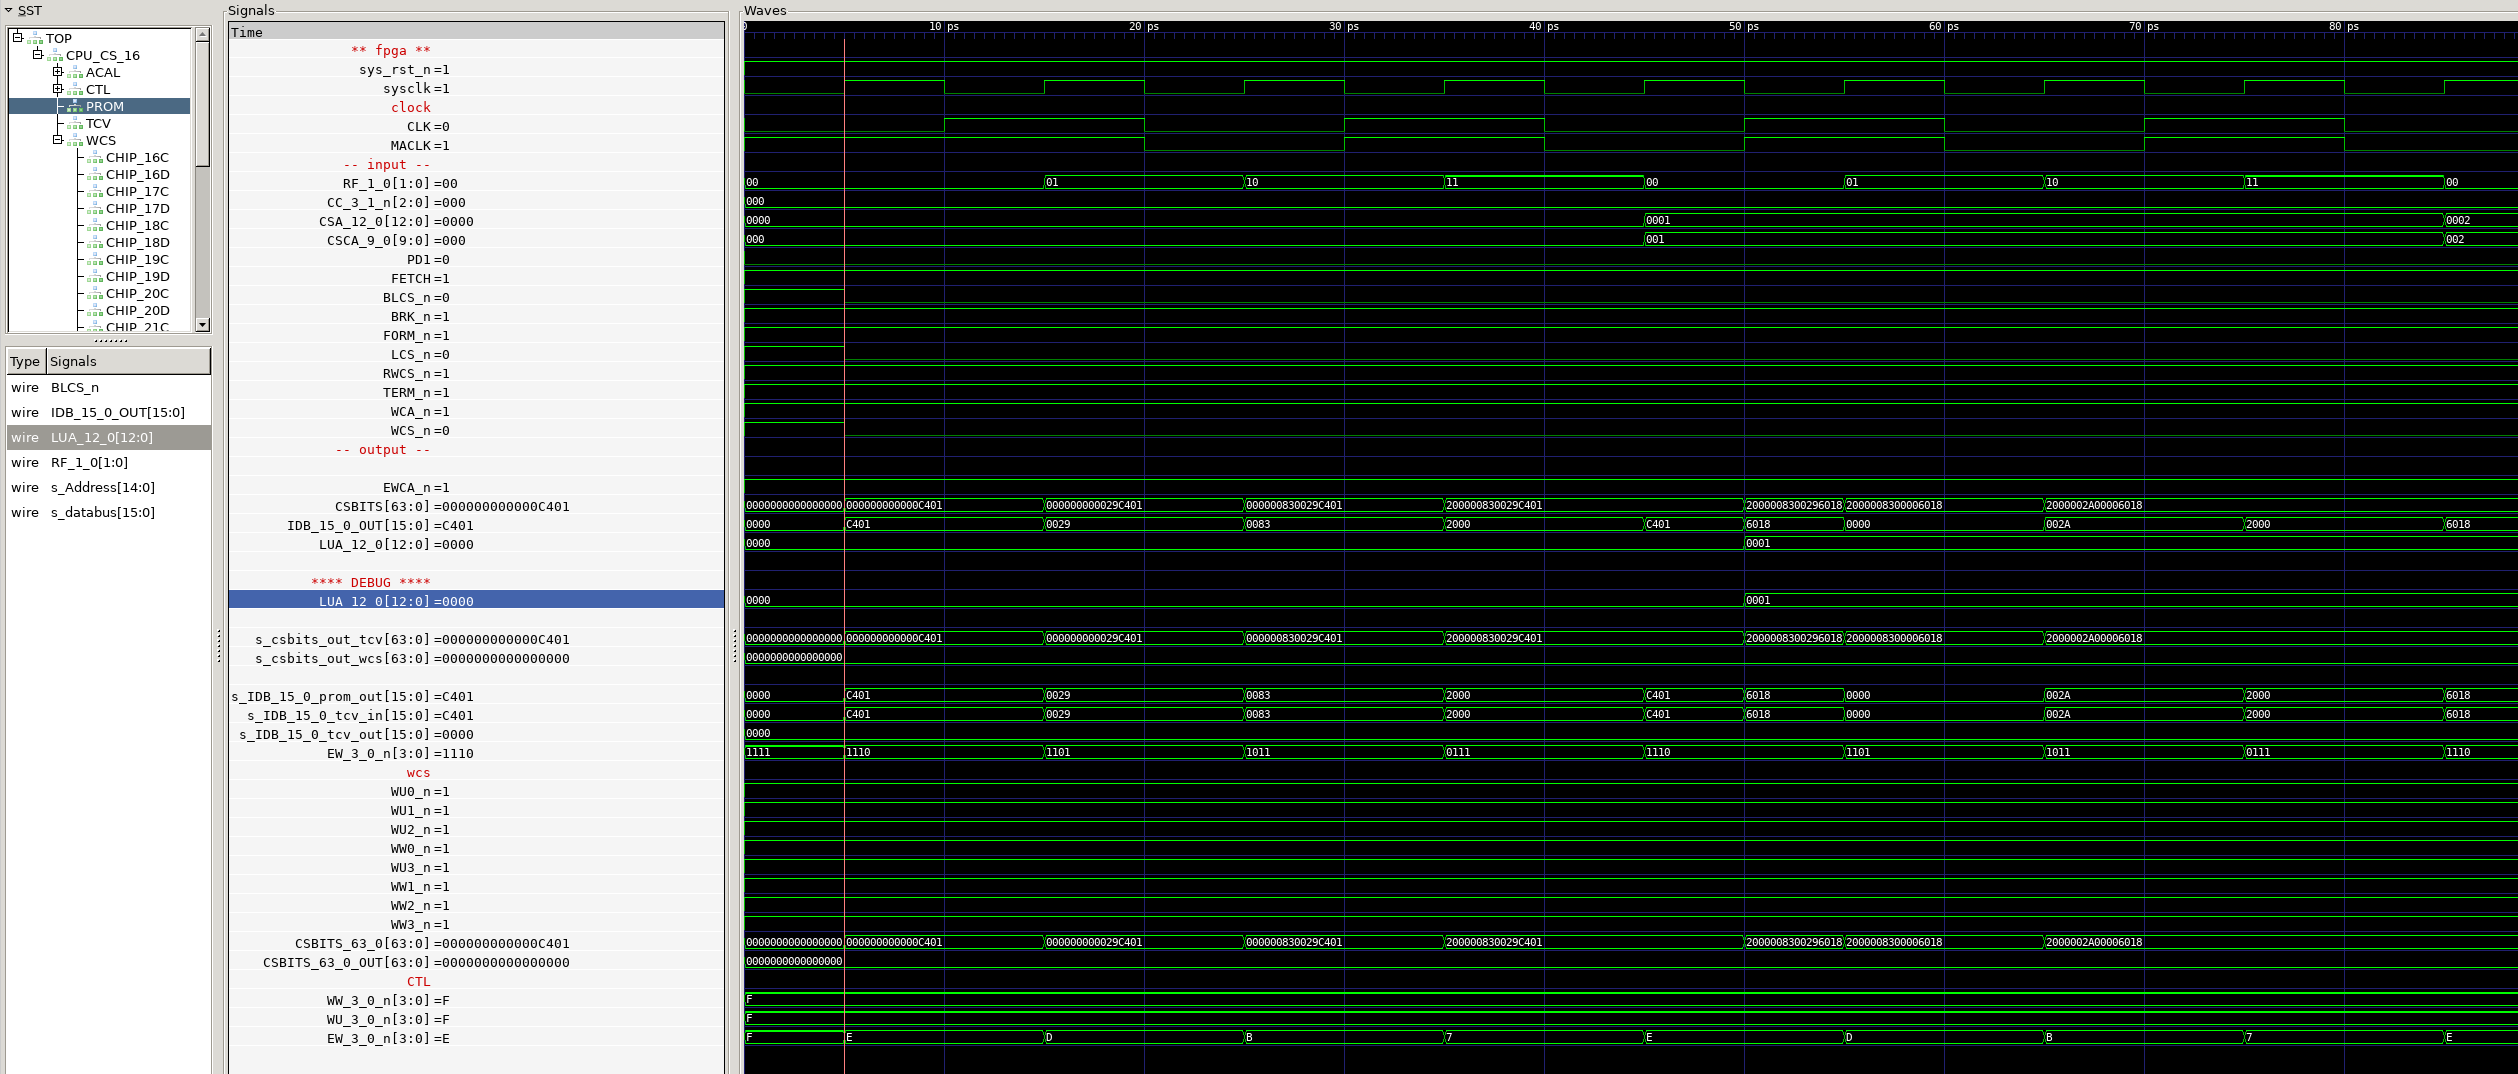 SST
TOP
CPU_CS_16
ACAL
CTL
PROM
TCV
WCS
CHIP_16C
CHIP_16D
CHIP_17C
CHIP_17D
CHIP_18C
CHIP_18D
CHIP_19C
CHIP_19D
CHIP_20C
CHIP_20D
CHIP_21C
Type Signals
wire BLCS_n
wire IDB_15_0_OUT[15:0]
wire LUA_12_0[12:0]
wire RF_1_0[1:0]
wire s_Address[14:0]
wire s_databus[15:0]
Signals
Time
** fpga **
sys_rst_n=1
sysclk=1
clock
CLK=0
MACLK=1
-- input --
RF_1_0[1:0]=00
CC_3_1_n[2:0]=000
CSA_12_0[12:0]=0000
CSCA_9_0[9:0]=000
PD1=0
FETCH=1
BLCS_n=0
BRK_n=1
FORM_n=1
LCS_n=0
RWCS_n=1
TERM_n=1
WCA_n=1
WCS_n=0
-- output --
EWCA_n=1
CSBITS[63:0]=000000000000C401
IDB_15_0_OUT[15:0]=C401
LUA_12_0[12:0]=0000
**** DEBUG ****
LUA_12_0[12:0]=0000
s_csbits_out_tcv[63:0]=000000000000C401
s_csbits_out_wcs[63:0]=0000000000000000
s_IDB_15_0_prom_out[15:0]=C401
s_IDB_15_0_tcv_in[15:0]=C401
s_IDB_15_0_tcv_out[15:0]=0000
EW_3_0_n[3:0]=1110
wcs
WU0_n=1
WU1_n=1
WU2_n=1
WW0_n=1
WU3_n=1
WW1_n=1
WW2_n=1
WW3_n=1
CSBITS_63_0[63:0]=000000000000C401
CSBITS_63_0_OUT[63:0]=0000000000000000
CTL
WW_3_0_n[3:0]=F
WU_3_0_n[3:0]=F
EW_3_0_n[3:0]=E
Waves
0 10 ps 20 ps 30 ps 40 ps 50 ps 60 ps 70 ps 80 ps
00 01 10 11 00 01 10 11 00
000
0000 0001 0002
000 001 002
0000000000000000 000000000000C401 000000000029C401 000000830029C401 200000830029C401 2000008300296018 2000008300006018 2000002A00006018
0000 C401 0029 0083 2000 C401 6018 0000 002A 2000 6018
0000 0001
0000 0001
0000000000000000 000000000000C401 000000000029C401 000000830029C401 200000830029C401 2000008300296018 2000008300006018 2000002A00006018
0000000000000000
0000 C401 0029 0083 2000 C401 6018 0000 002A 2000 6018
0000 C401 0029 0083 2000 C401 6018 0000 002A 2000 6018
0000
1111 1110 1101 1011 0111 1110 1101 1011 0111 1110
0000000000000000 000000000000C401 000000000029C401 000000830029C401 200000830029C401 2000008300296018 2000008300006018 2000002A00006018
0000000000000000
F
F
F E D B 7 E D B 7 E